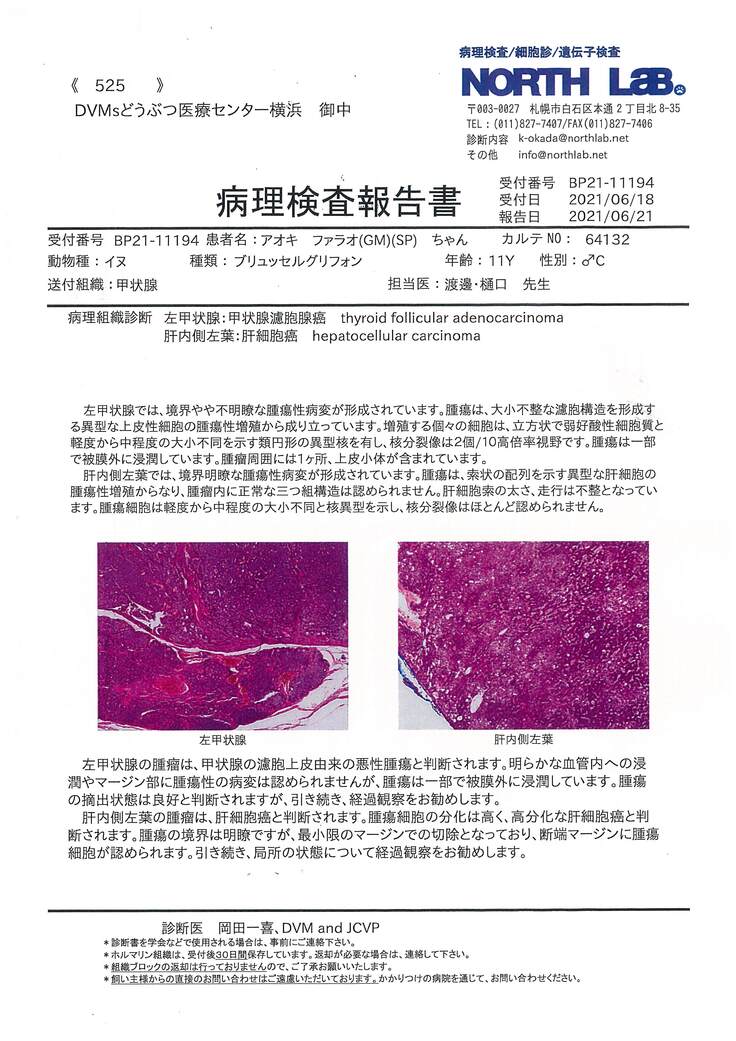 病理検査/細胞診/遺伝子検査
NORTH LaB.
《 525 》
DVMsどうぶつ医療センター横浜 御中
〒003-0027 札幌市白石区本通2丁目北8-35
TEL：(011)827-7407/FAX(011)827-7406
診断内容 k-okada@northlab.net
その他 info@northlab.net
病理検査報告書
受付番号 BP21-11194
受付日 2021/06/18
報告日 2021/06/21
受付番号 BP21-11194 患者名：アオキ ファラオ(GM)(SP) ちゃん カルテNO： 64132
動物種：イヌ 種類：ブリュッセルグリフォン 年齢：11Y 性別：♂C
送付組織：甲状腺 担当医：渡邊・樋口 先生
病理組織診断 左甲状腺：甲状腺濾胞腺癌 thyroid follicular adenocarcinoma
肝内側左葉：肝細胞癌 hepatocellular carcinoma
左甲状腺では、境界やや不明瞭な腫瘍性病変が形成されています。腫瘍は、大小不整な濾胞構造を形成す
る異型な上皮性細胞の腫瘍性増殖から成り立っています。増殖する個々の細胞は、立方状で弱好酸性細胞質と
軽度から中程度の大小不同を示す類円形の異型核を有し、核分裂像は2個/10高倍率視野です。腫瘍は一部
で被膜外に浸潤しています。腫瘤周囲には1ヶ所、上皮小体が含まれています。
肝内側左葉では、境界明瞭な腫瘍性病変が形成されています。腫瘍は、索状の配列を示す異型な肝細胞の
腫瘍性増殖からなり、腫瘤内に正常な三つ組構造は認められません。肝細胞索の太さ、走行は不整となってい
ます。腫瘍細胞は軽度から中程度の大小不同と核異型を示し、核分裂像はほとんど認められません。
左甲状腺
肝内側左葉
左甲状腺の腫瘤は、甲状腺の濾胞上皮由来の悪性腫瘍と判断されます。明らかな血管内への浸
潤やマージン部に腫瘍性の病変は認められませんが、腫瘍は一部で被膜外に浸潤しています。腫瘍
の摘出状態は良好と判断されますが、引き続き、経過観察をお勧めします。
肝内側左葉の腫瘤は、肝細胞癌と判断されます。腫瘍細胞の分化は高く、高分化な肝細胞癌と判
断されます。腫瘍の境界は明瞭ですが、最小限のマージンでの切除となっており、断端マージンに腫瘍
細胞が認められます。引き続き、局所の状態について経過観察をお勧めします。
診断医 岡田一喜、DVM and JCVP
＊診断書を学会などで使用される場合は、事前にご連絡下さい。
＊ホルマリン組織は、受付後30日間保存しています。返却が必要な場合は、連絡して下さい。
＊組織ブロックの返却は行っておりませんので、ご了承お願いいたします。
＊飼い主様からの直接のお問い合わせはご遠慮いただいております。かかりつけの病院を通じて、お問い合わせください。